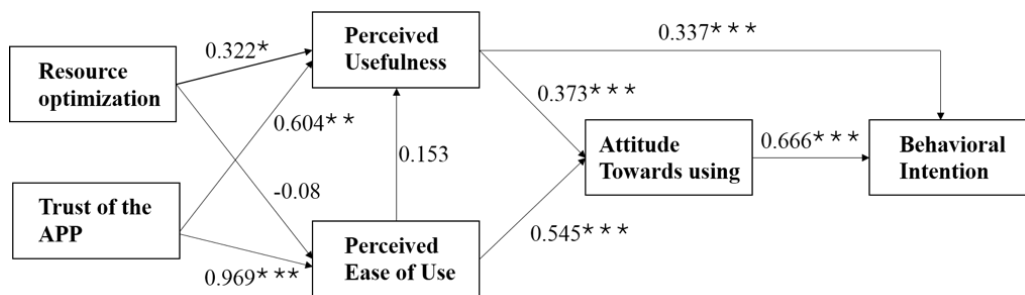 0.322*
Perceived
Usefulness
0.337***
Resource
optimization
0.373***
0.604**
0.153
Attitude
Towards using
0.666***
Behavioral
Intention
-0.08
Trust of the
APP
0.545***
0.969***
Perceived
Ease of Use